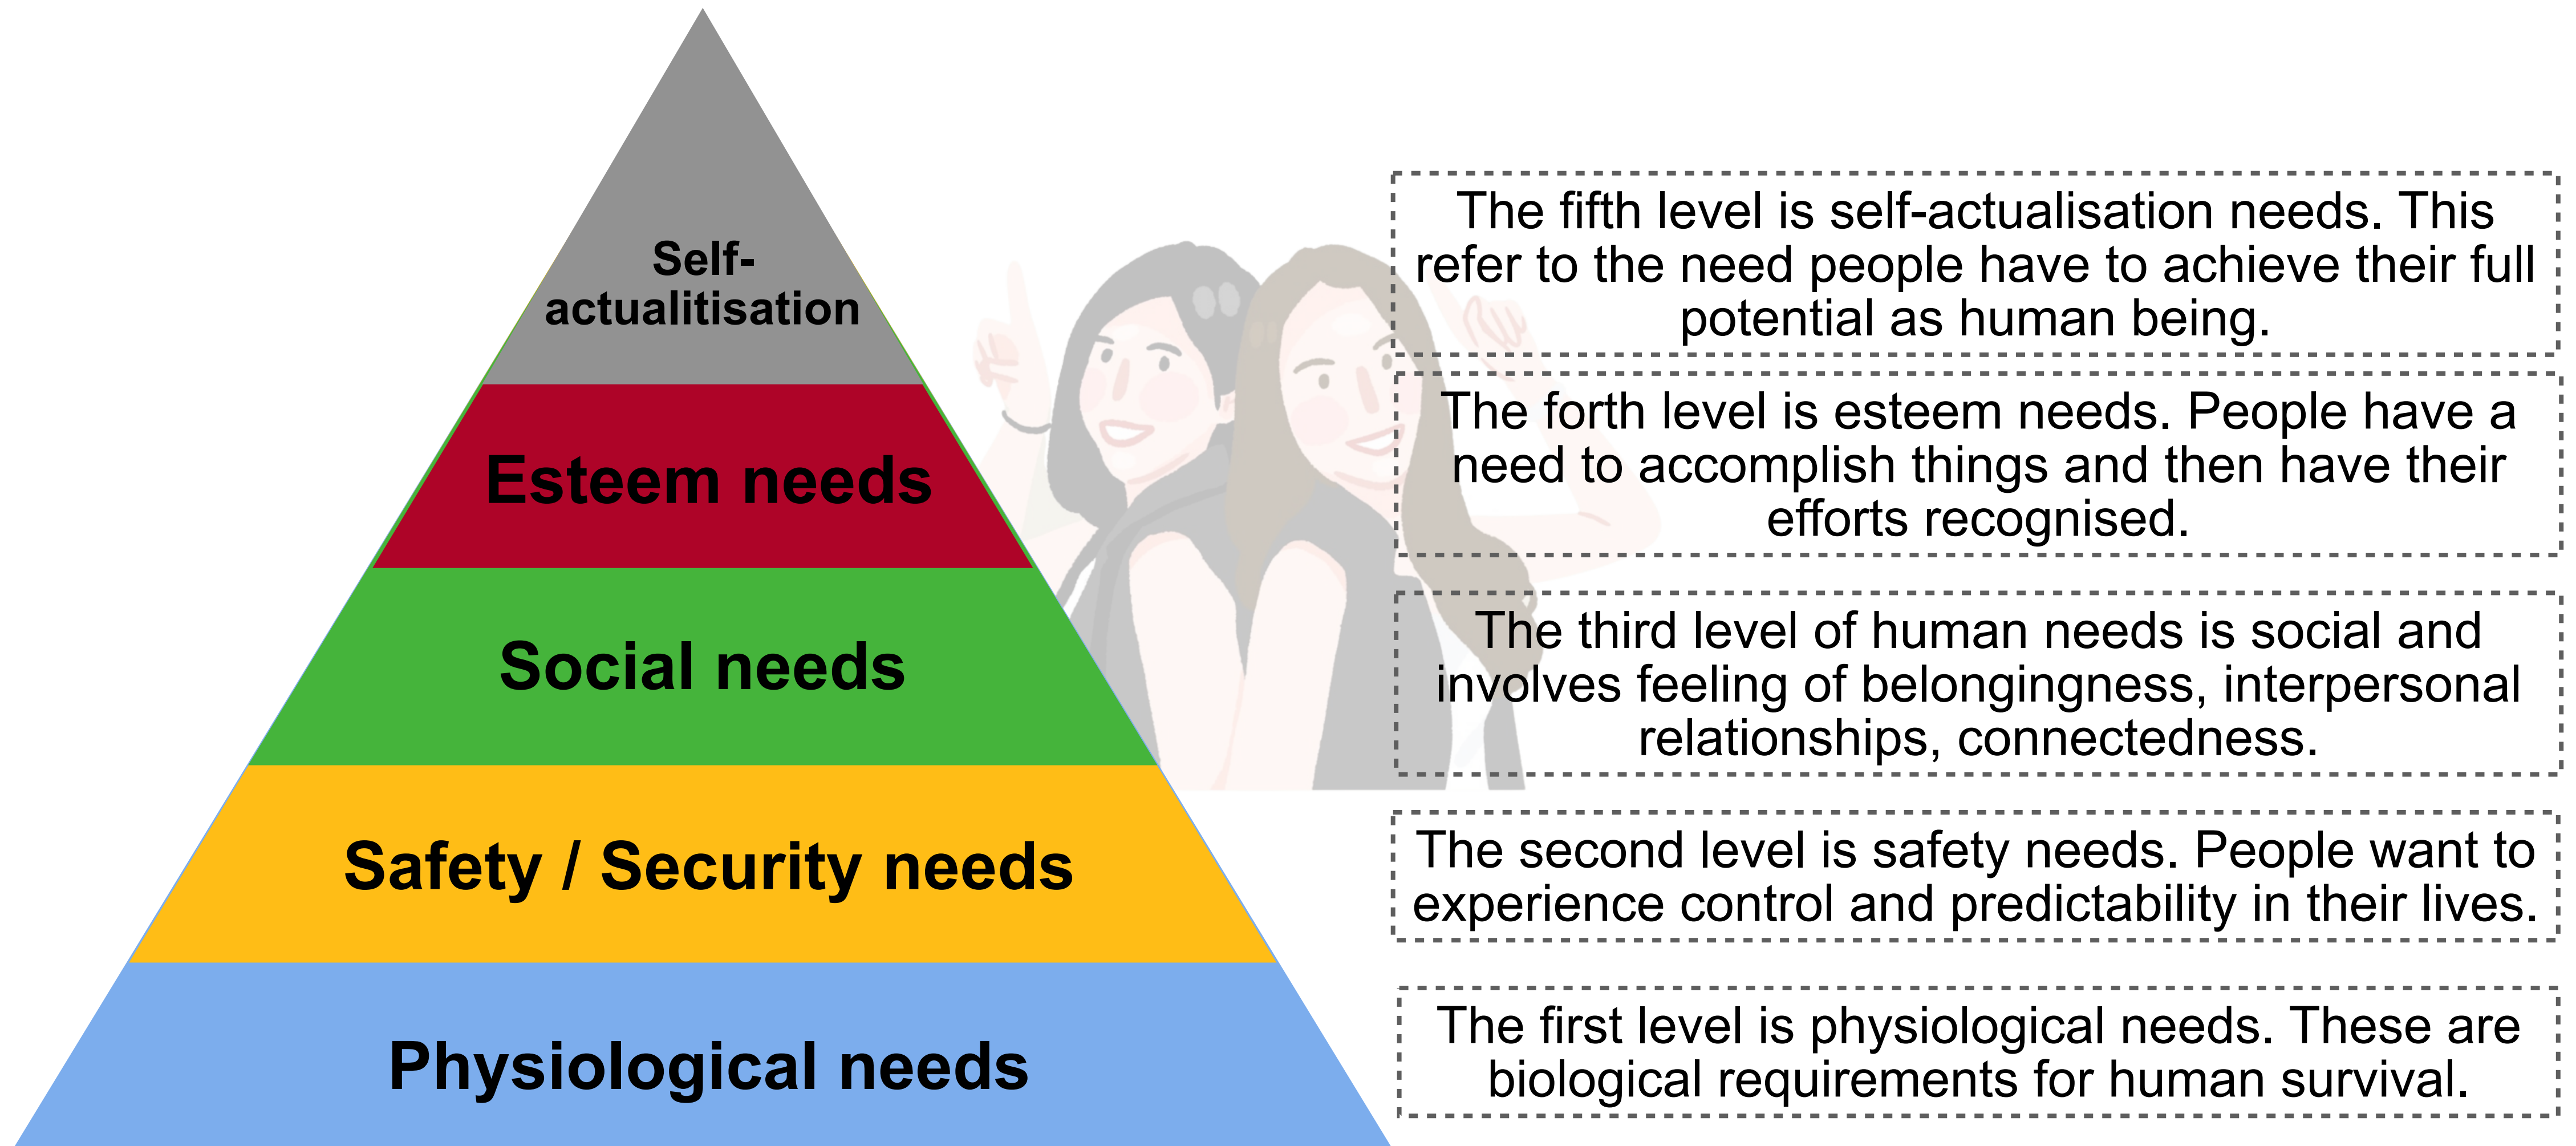 Self-
actualitisation
Esteem needs
Social needs
Safety / Security needs
Physiological needs
The fifth level is self-actualisation needs. This
refer to the need people have to achieve their full
potential as human being.
The forth level is esteem needs. People have a
need to accomplish things and then have their
efforts recognised.
The third level of human needs is social and
involves feeling of belongingness, interpersonal
relationships, connectedness.
The second level is safety needs. People want to
experience control and predictability in their lives.
The first level is physiological needs. These are
biological requirements for human survival.